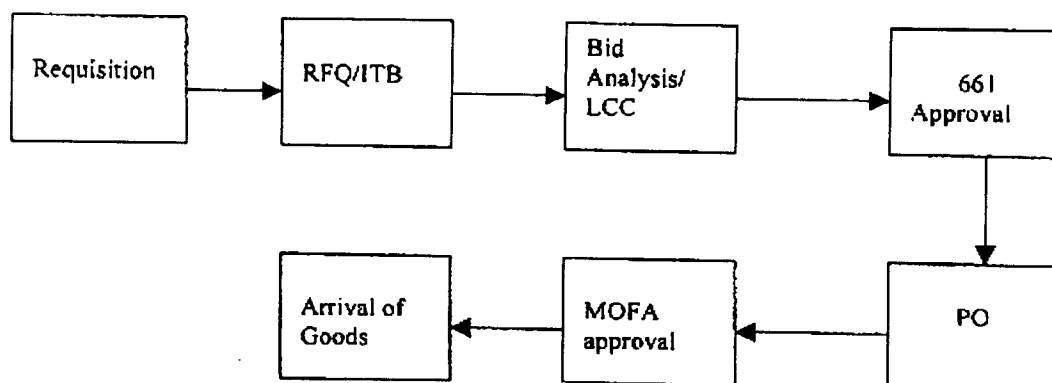 Requisition
RFQ/ITB
Bid
Analysis/
LCC
661
Approval
PO
MOFA
approval
Arrival of
Goods